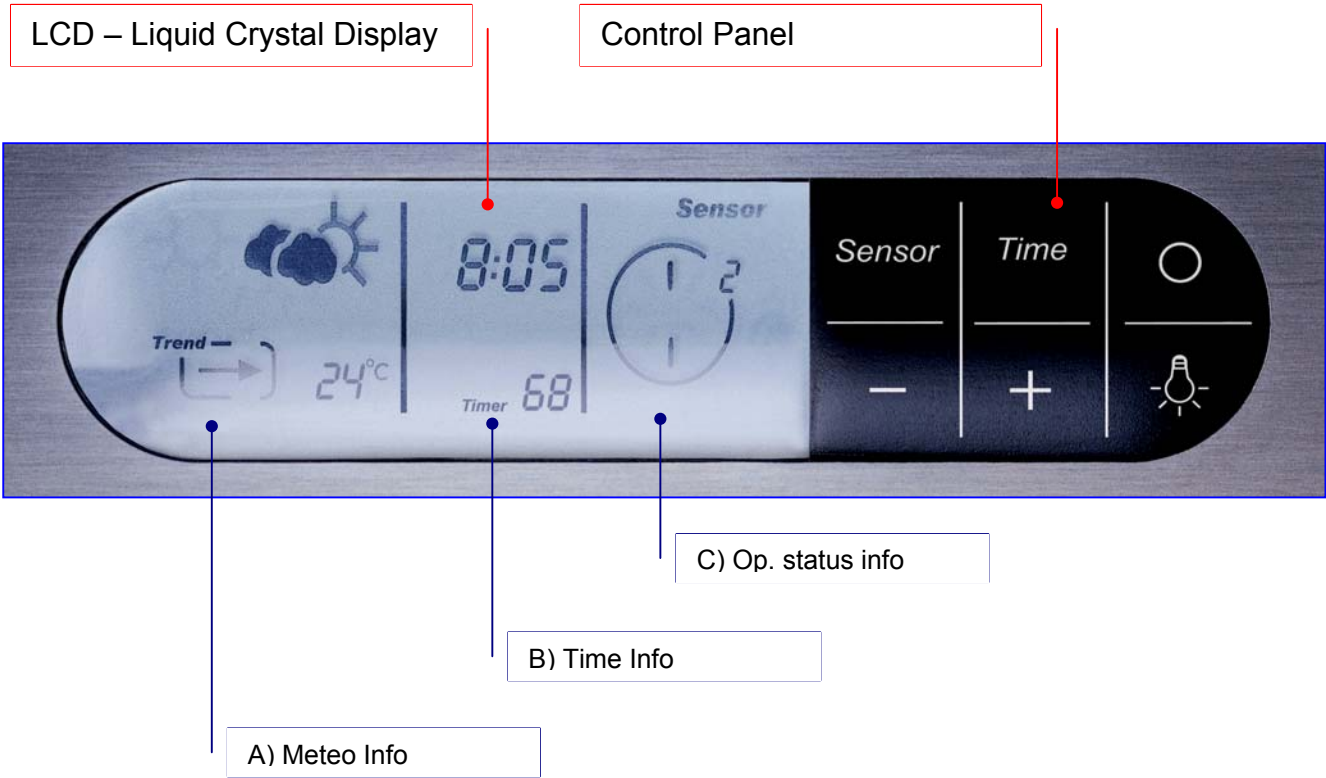 LCD – Liquid Crystal Display
Control Panel
Sensor
8:05
2
Sensor
Time
Trend
24°C
Timer 68
− +
C) Op. status info
B) Time Info
A) Meteo Info